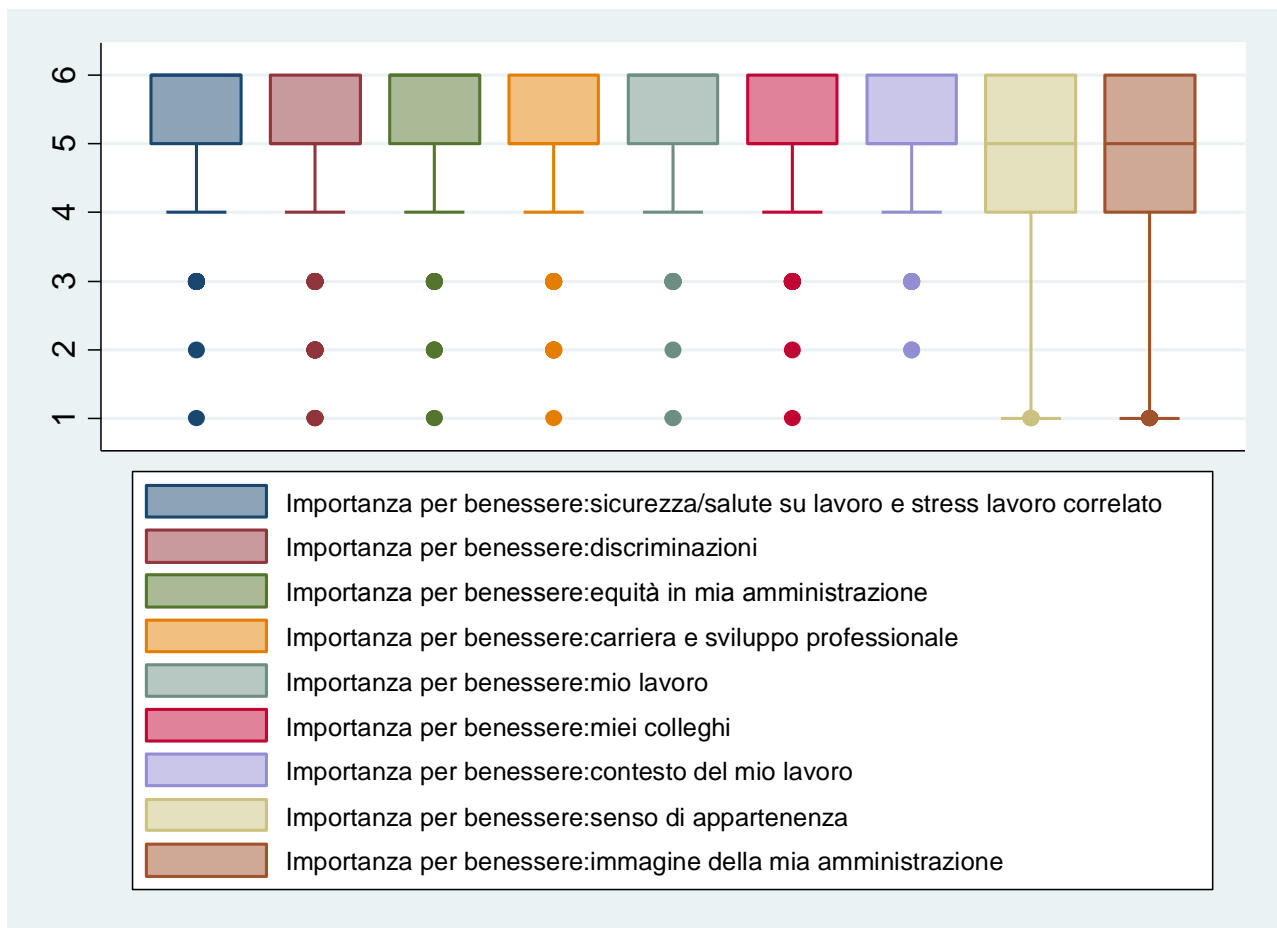 6
5
4
3
2
1
Importanza per benessere:sicurezza/salute su lavoro e stress lavoro correlato
Importanza per benessere:discriminazioni
Importanza per benessere:equità in mia amministrazione
Importanza per benessere:carriera e sviluppo professionale
Importanza per benessere:mio lavoro
Importanza per benessere:miei colleghi
Importanza per benessere:contesto del mio lavoro
Importanza per benessere:senso di appartenenza
Importanza per benessere:immagine della mia amministrazione